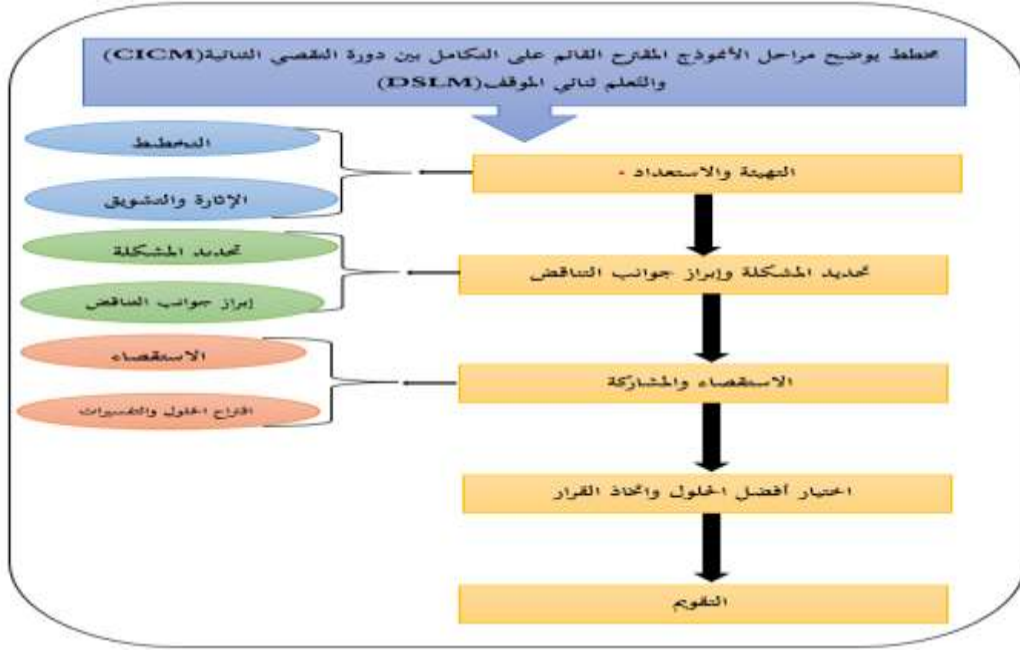 مخطط يوضح مراحل الأنموذج المقترح القائم على التكامل بين دورة التقصي الثنائية(CICM)
والتعلم ثنائي الموقف(DSLM)
التهيئة والاستعداد .
التخطيط
الإثارة والتشويق
تحديد المشكلة وإبراز جوانب التناقض
تحديد المشكلة
إبراز جوانب التناقض
الاستقصاء والمشاركة
الاستقصاء
اقتراح الحلول والتفسيرات
اختيار أفضل الحلول واتخاذ القرار
التقويم